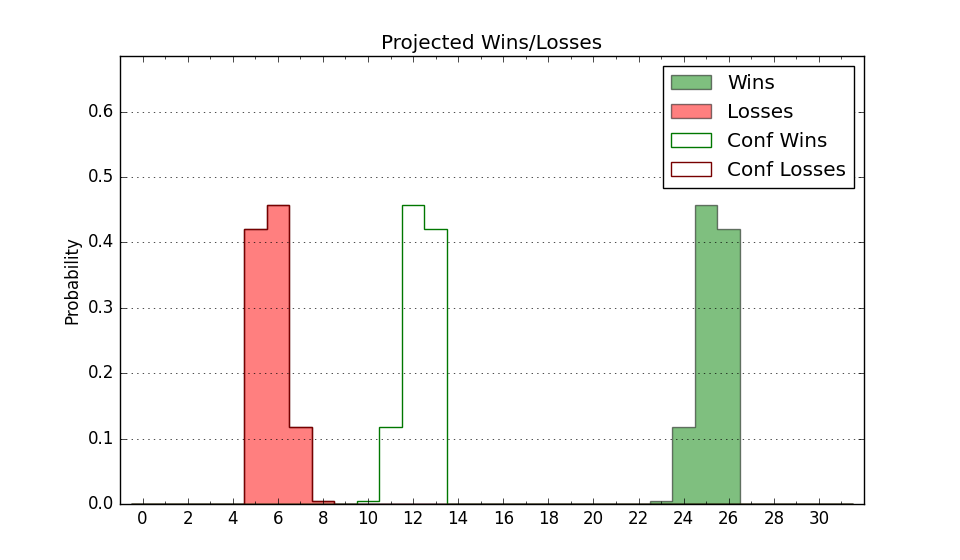 Projected Wins/Losses
Wins
Losses
Conf Wins
Conf Losses
Probability
0.6
0.5
0.4
0.3
0.2
0.1
0.0
0 2 4 6 8 10 12 14 16 18 20 22 24 26 28 30